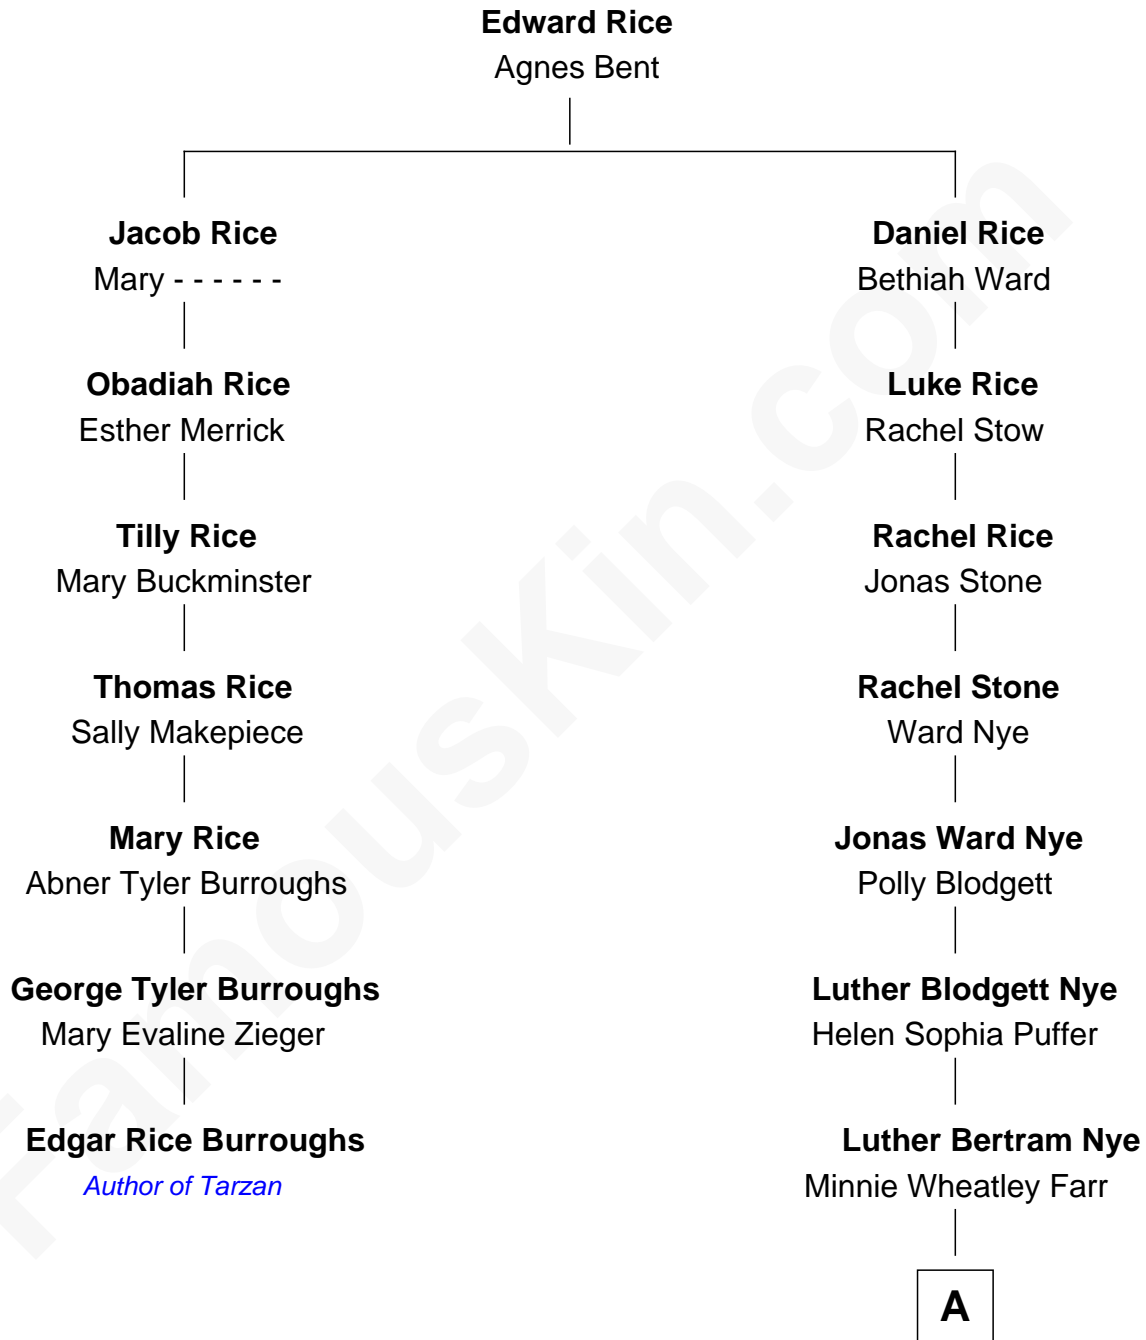 Edward Rice
Agnes Bent
Jacob Rice
Mary - - - - - -
Daniel Rice
Bethiah Ward
Obadiah Rice
Esther Merrick
Luke Rice
Rachel Stow
Tilly Rice
Mary Buckminster
Rachel Rice
Jonas Stone
Thomas Rice
Sally Makepiece
Rachel Stone
Ward Nye
Mary Rice
Abner Tyler Burroughs
Jonas Ward Nye
Polly Blodgett
George Tyler Burroughs
Mary Evaline Zieger
Luther Blodgett Nye
Helen Sophia Puffer
Edgar Rice Burroughs
Author of Tarzan
Luther Bertram Nye
Minnie Wheatley Farr
A
FamousKin.com